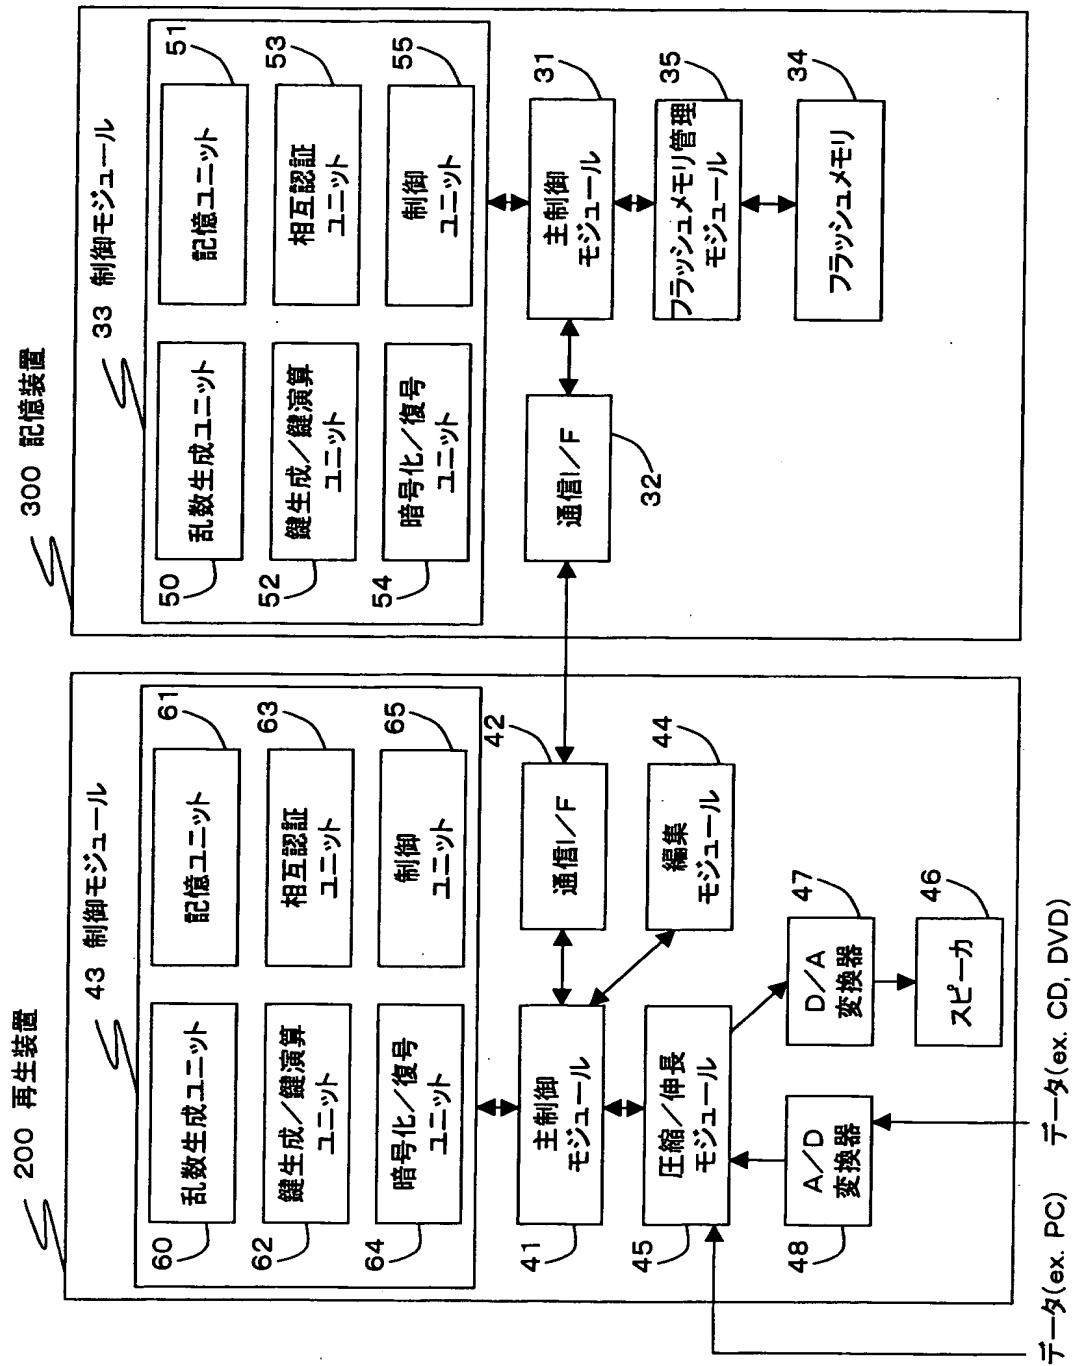 200 再生装置
43 制御モジュール
60
乱数生成ユニット
61
記憶ユニット
62
鍵生成／鍵演算
ユニット
63
相互認証
ユニット
64
暗号化／復号
ユニット
65
制御
ユニット
41
主制御
モジュール
42
通信I／F
45
圧縮／伸長
モジュール
44
編集
モジュール
48
A／D
変換器
47
D／A
変換器
46
スピーカ
データ(ex. PC)
データ(ex. CD, DVD)
300 記憶装置
33 制御モジュール
50
乱数生成ユニット
51
記憶ユニット
52
鍵生成／鍵演算
ユニット
53
相互認証
ユニット
54
暗号化／復号
ユニット
55
制御
ユニット
32
通信I／F
31
主制御
モジュール
35
フラッシュメモリ管理
モジュール
34
フラッシュメモリ